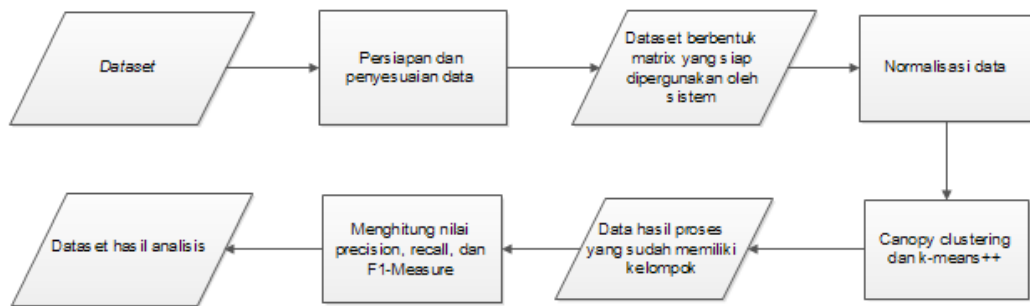 Dataset
Persiapan dan
penyesuaian data
Dataset berbentuk
matrix yang siap
dipergunakan oleh
sistem
Normalisasi data
Canopy clustering
dan k-means++
Data hasil proses
yang sudah memiliki
kelompok
Menghitung nilai
precision, recall, dan
F1-Measure
Dataset hasil analisis